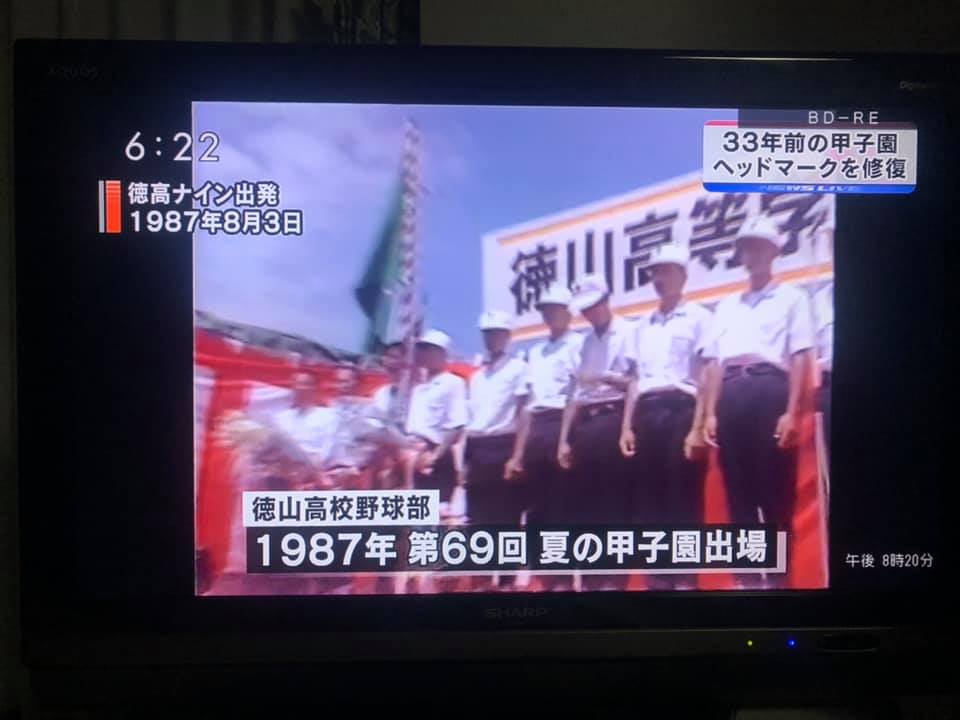 AQUOS
BD-RE
6:22
33年前の甲子園
ヘッドマークを修復
NEWS LIVE
徳高ナイン出発
1987年8月3日
徳山高等学
徳山高校野球部
1987年 第69回 夏の甲子園出場
午後 8時20分
SHARP